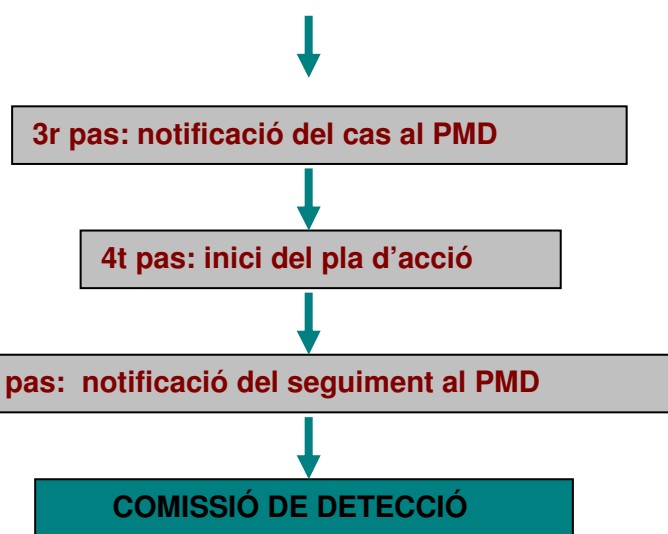 3r pas: notificació del cas al PMD
4t pas: inici del pla d'acció
pas: notificació del seguiment al PMD
COMISSIÓ DE DETECCIÓ